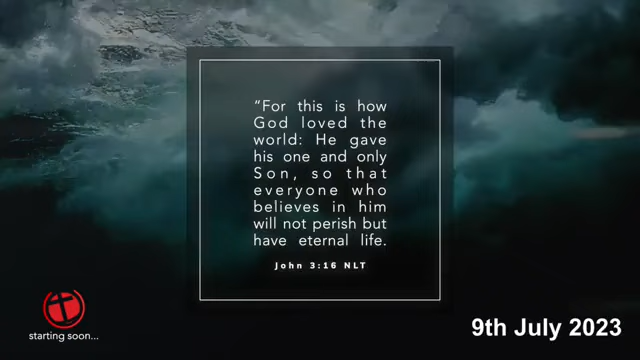 “For this is how
God loved the
world: He gave
his one and only
Son, so that
everyone who
believes in him
will not perish but
have eternal life.
John 3:16 NLT
starting soon...
9th July 2023